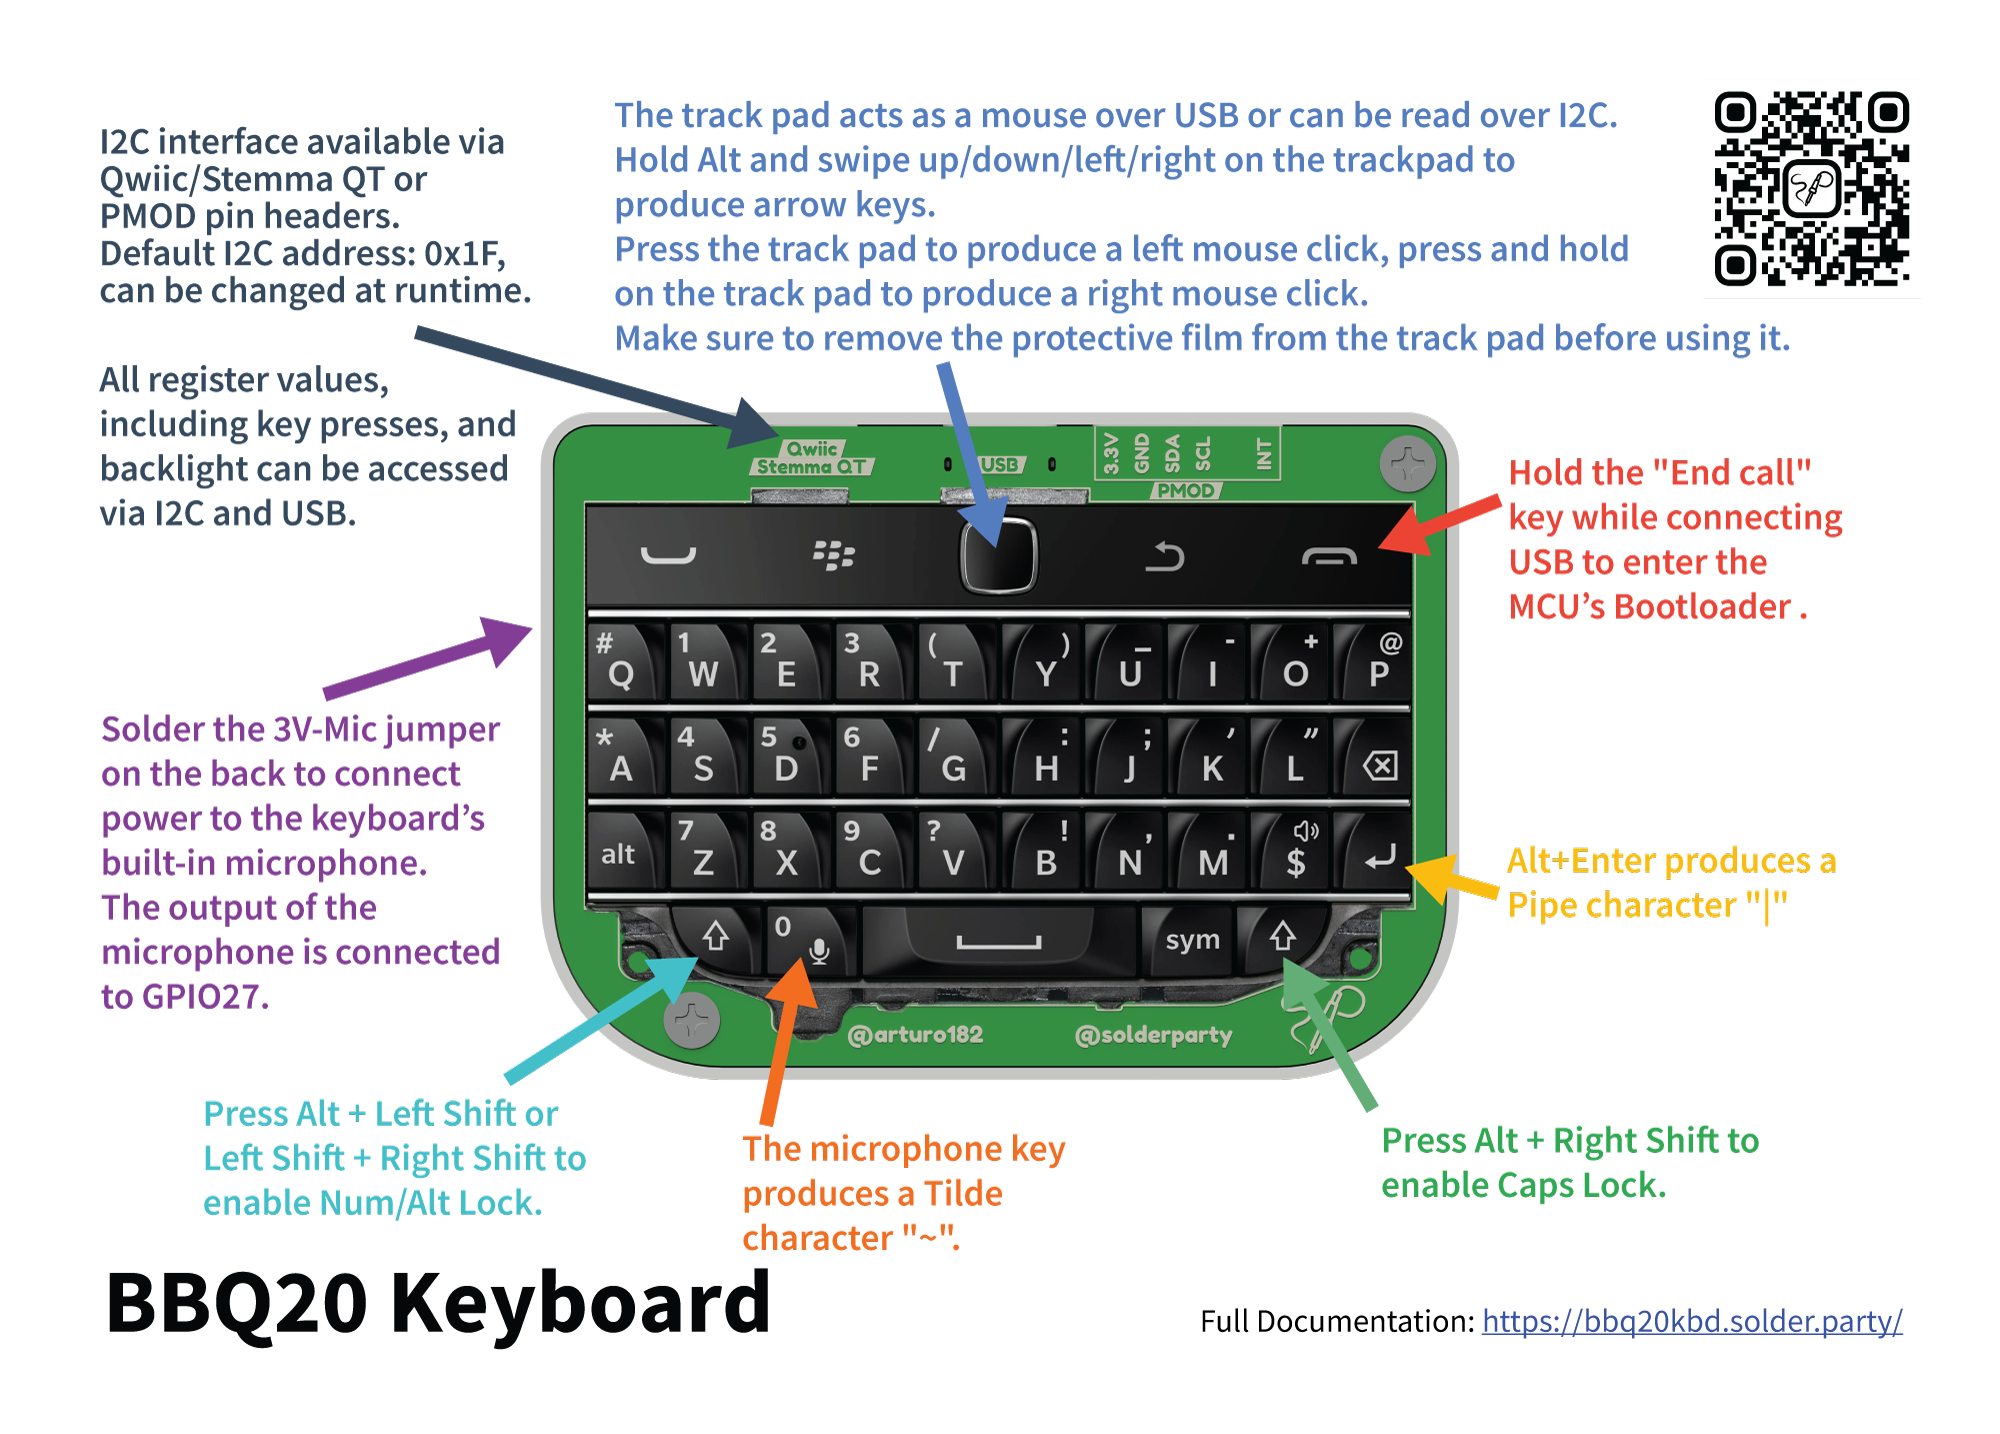 I2C interface available via
Qwiic/Stemma QT or
PMOD pin headers.
Default I2C address: 0x1F,
can be changed at runtime.
All register values,
including key presses, and
backlight can be accessed
via I2C and USB.
The track pad acts as a mouse over USB or can be read over I2C.
Hold Alt and swipe up/down/left/right on the trackpad to
produce arrow keys.
Press the track pad to produce a left mouse click, press and hold
on the track pad to produce a right mouse click.
Make sure to remove the protective film from the track pad before using it.
Qwiic
Stemma QT
USB
3.3V
GND
SDA
SCL
INT
PMOD
Hold the "End call"
key while connecting
USB to enter the
MCU’s Bootloader .
# 1 2 3 ( ) _ - + @
Q W E R T Y U I O P
* 4 5 6 / : ; ’ ”
A S D F G H J K L
7 8 9 ? ! , .
alt Z X C V B N M $
0
sym
@arturo182
@solderparty
Solder the 3V-Mic jumper
on the back to connect
power to the keyboard’s
built-in microphone.
The output of the
microphone is connected
to GPIO27.
Alt+Enter produces a
Pipe character "|"
Press Alt + Left Shift or
Left Shift + Right Shift to
enable Num/Alt Lock.
The microphone key
produces a Tilde
character "~".
Press Alt + Right Shift to
enable Caps Lock.
BBQ20 Keyboard
Full Documentation: https://bbq20kbd.solder.party/